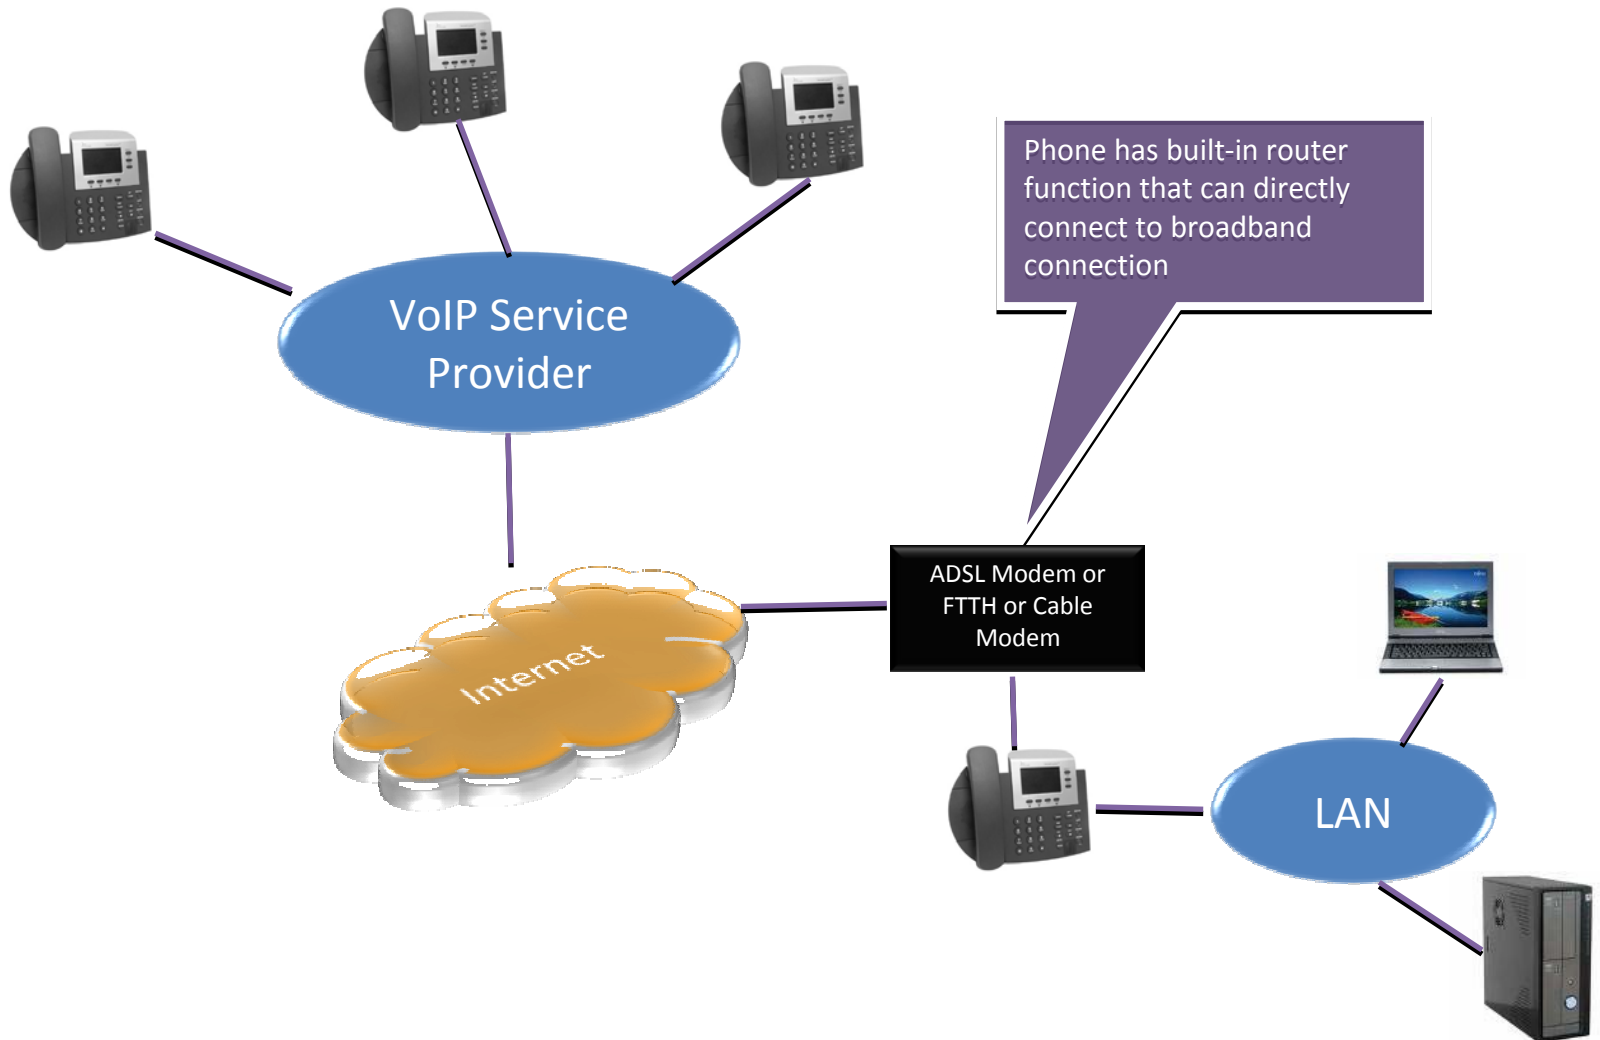 VoIP Service
Provider
Phone has built-in router
function that can directly
connect to broadband
connection
Internet
ADSL Modem or
FTTH or Cable
Modem
LAN